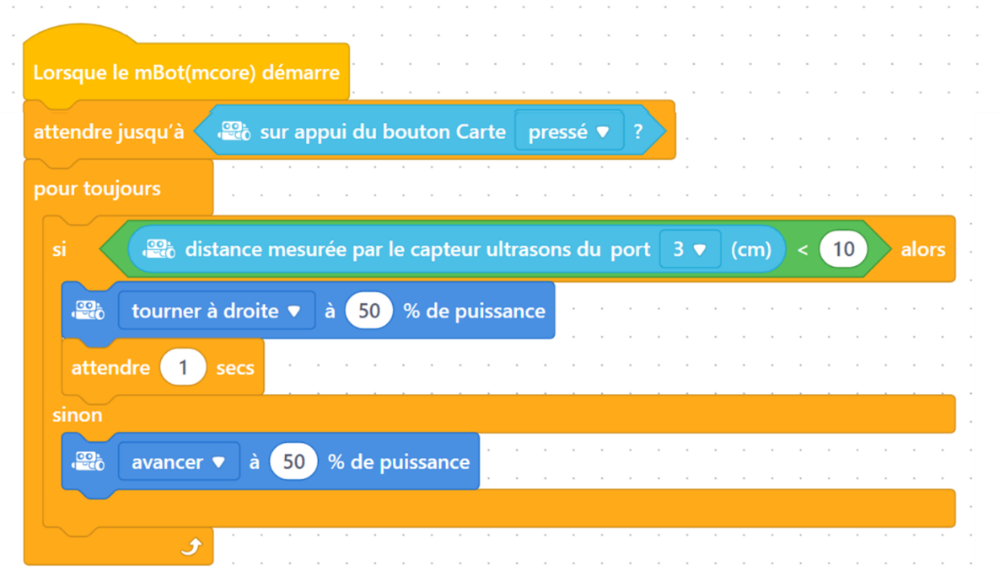 Lorsque le mBot(mcore) démarre
attendre jusqu'à sur appui du bouton Carte pressé ?
pour toujours
si distance mesurée par le capteur ultrasons du port 3 (cm) < 10 alors
tourner à droite à 50 % de puissance
attendre 1 secs
sinon
avancer à 50 % de puissance